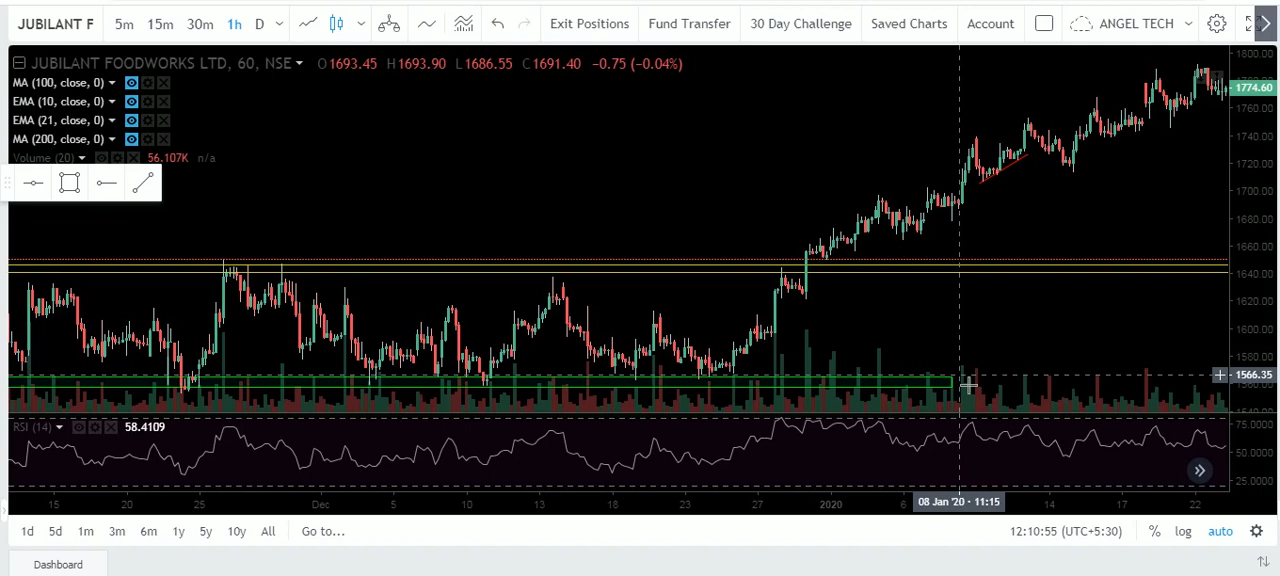 JUBILANT F 5m 15m 30m 1h D Exit Positions Fund Transfer 30 Day Challenge Saved Charts Account ANGEL TECH
JUBILANT FOODWORKS LTD, 60, NSE O1693.45 H1693.90 L1686.55 C1691.40 −0.75 (−0.04%)
MA (100, close, 0)
EMA (10, close, 0)
EMA (21, close, 0)
MA (200, close, 0)
Volume (20) 56.107K n/a
1800.00
1774.60
1760.00
1740.00
1720.00
1700.00
1680.00
1660.00
1640.00
1620.00
1600.00
1580.00
1566.35
RSI (14) 58.4109
75.0000
50.0000
25.0000
15 20 25 Dec 5 10 13 18 23 27 2020 6 08 Jan '20 - 11:15 14 17 22
1d 5d 1m 3m 6m 1y 5y 10y All Go to... 12:10:55 (UTC+5:30) % log auto
Dashboard